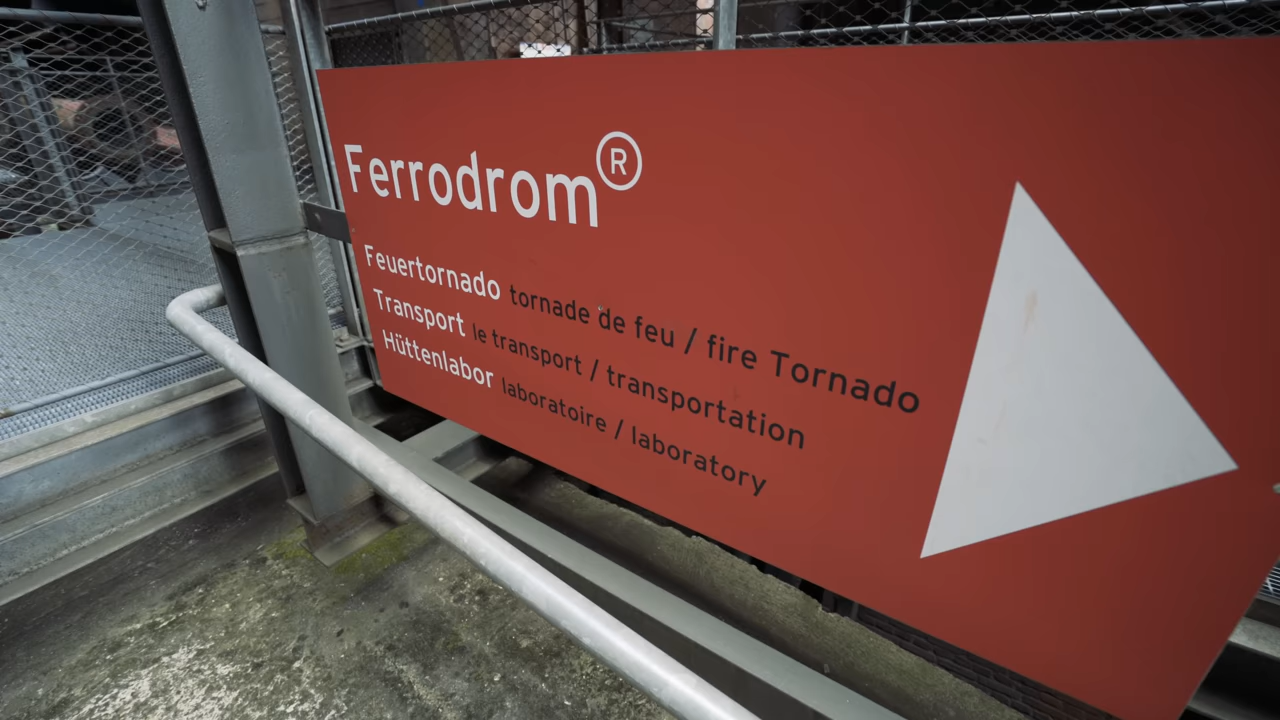 Ferrodrom®
Feuertornado tornade de feu / fire Tornado
Transport le transport / transportation
Hüttenlabor laboratoire / laboratory